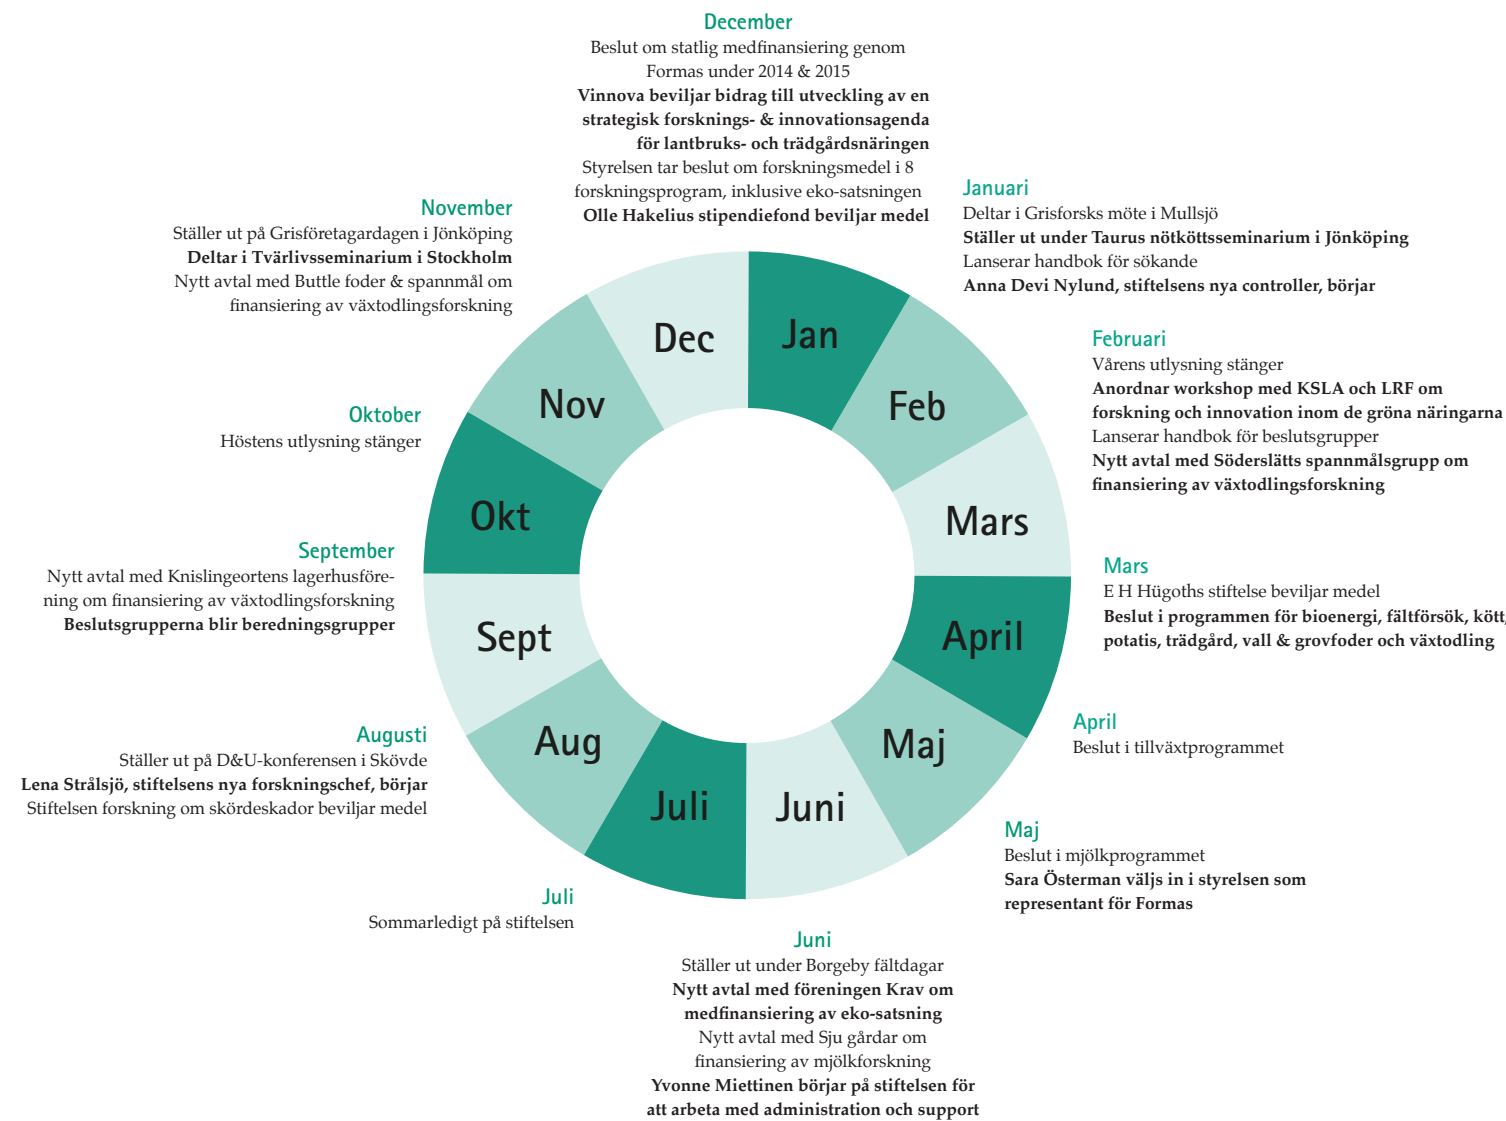 December
Beslut om statlig medfinansiering genom
Formas under 2014 & 2015
Vinnova beviljar bidrag till utveckling av en
strategisk forsknings- & innovationsagenda
för lantbruks- och trädgårdsnäringen
Styrelsen tar beslut om forskningsmedel i 8
forskningsprogram, inklusive eko-satsningen
Olle Hakelius stipendiefond beviljar medel
Januari
Deltar i Grisforsks möte i Mullsjö
Ställer ut under Taurus nötköttsseminarium i Jönköping
Lanserar handbok för sökande
Anna Devi Nylund, stiftelsens nya controller, börjar
Februari
Vårens utlysning stänger
Anordnar workshop med KSLA och LRF om
forskning och innovation inom de gröna näringarna
Lanserar handbok för beslutsgrupper
Nytt avtal med Söderslätts spannmålsgrupp om
finansiering av växtodlingsforskning
Mars
E H Hügoths stiftelse beviljar medel
Beslut i programmen för bioenergi, fältförsök, kött,
potatis, trädgård, vall & grovfoder och växtodling
April
Beslut i tillväxtprogrammet
Maj
Beslut i mjölkprogrammet
Sara Österman väljs in i styrelsen som
representant för Formas
Juni
Ställer ut under Borgeby fältdagar
Nytt avtal med föreningen Krav om
medfinansiering av eko-satsning
Nytt avtal med Sju gårdar om
finansiering av mjölkforskning
Yvonne Miettinen börjar på stiftelsen för
att arbeta med administration och support
Juli
Sommarledigt på stiftelsen
Augusti
Ställer ut på D&U-konferensen i Skövde
Lena Strålsjö, stiftelsens nya forskningschef, börjar
Stiftelsen forskning om skördeskador beviljar medel
September
Nytt avtal med Knislingeortens lagerhusföre-
ning om finansiering av växtodlingsforskning
Beslutsgrupperna blir beredningsgrupper
Oktober
Höstens utlysning stänger
November
Ställer ut på Grisföretagardagen i Jönköping
Deltar i Tvärlivsseminarium i Stockholm
Nytt avtal med Buttle foder & spannmål om
finansiering av växtodlingsforskning
Jan
Feb
Mars
April
Maj
Juni
Juli
Aug
Sept
Okt
Nov
Dec